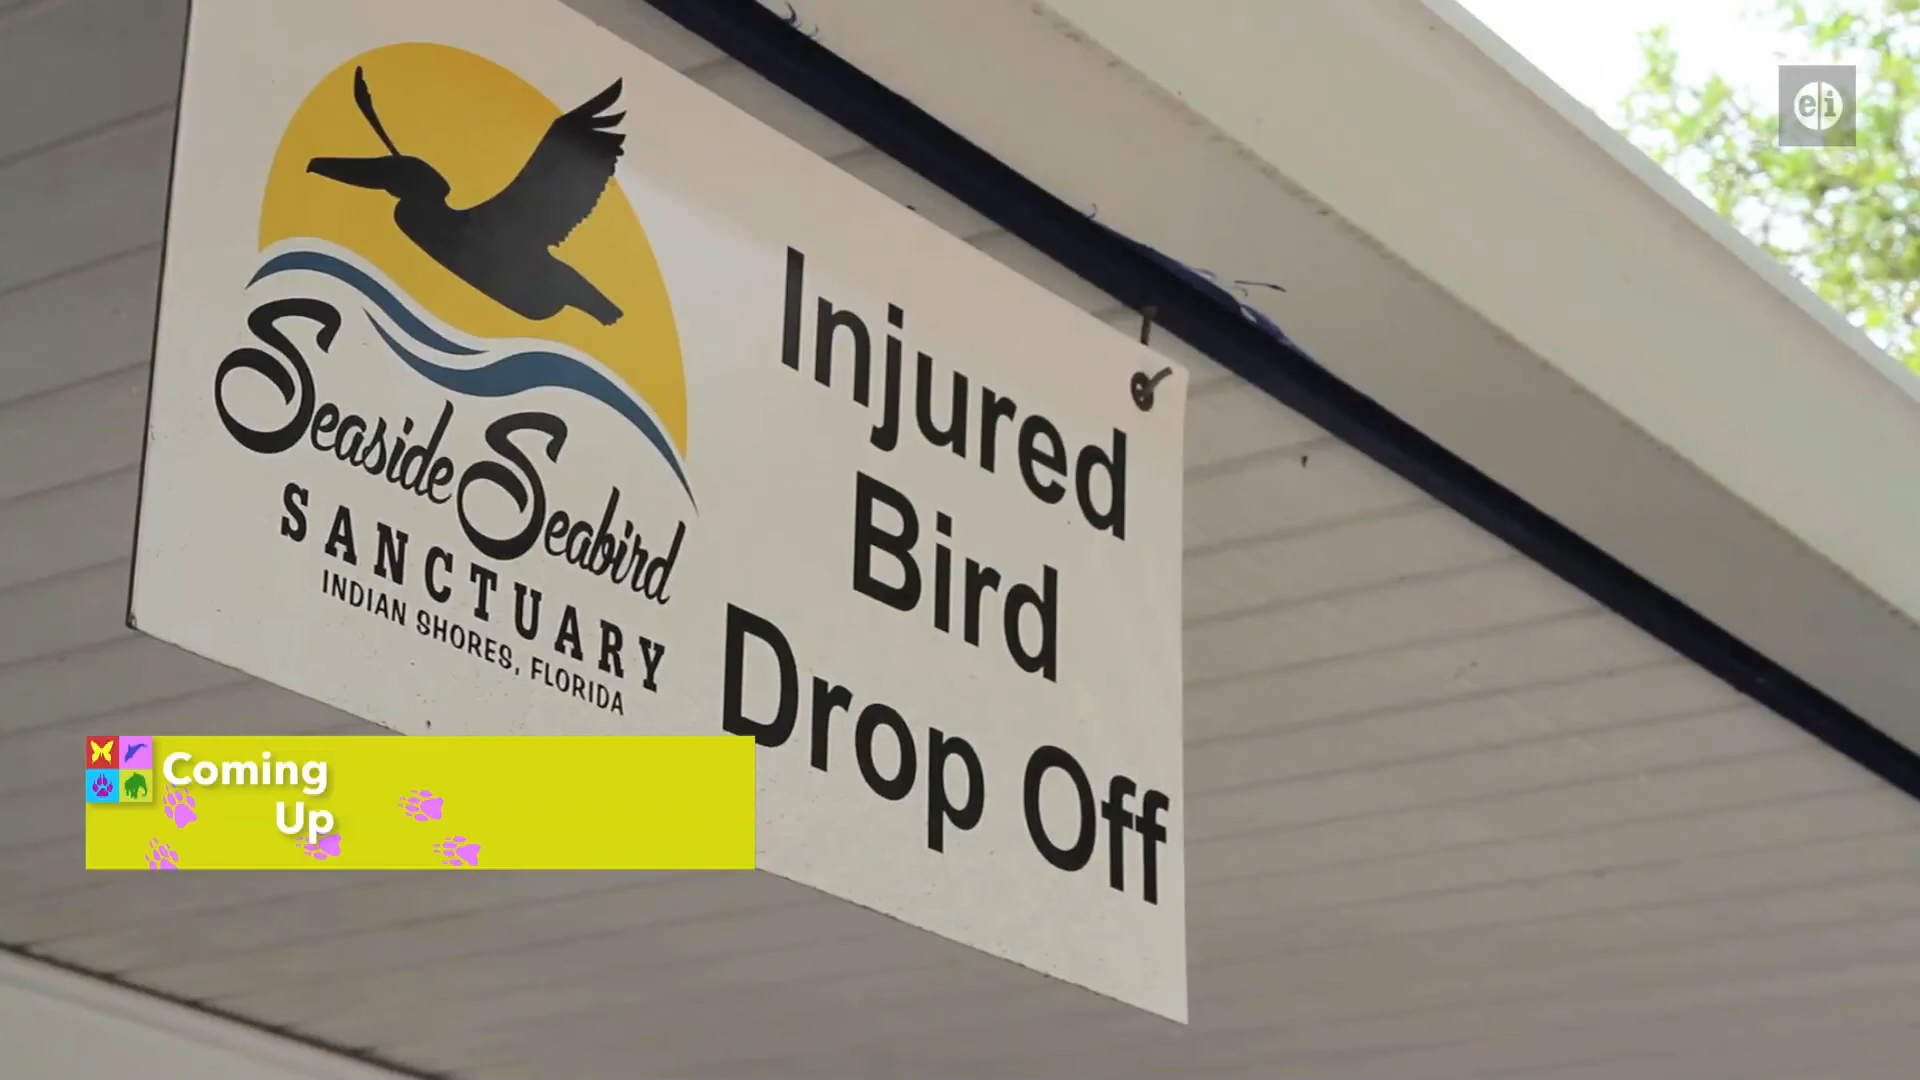 Seaside Seabird
SANCTUARY
INDIAN SHORES, FLORIDA
Injured
Bird
Drop Off
Coming
Up
e i